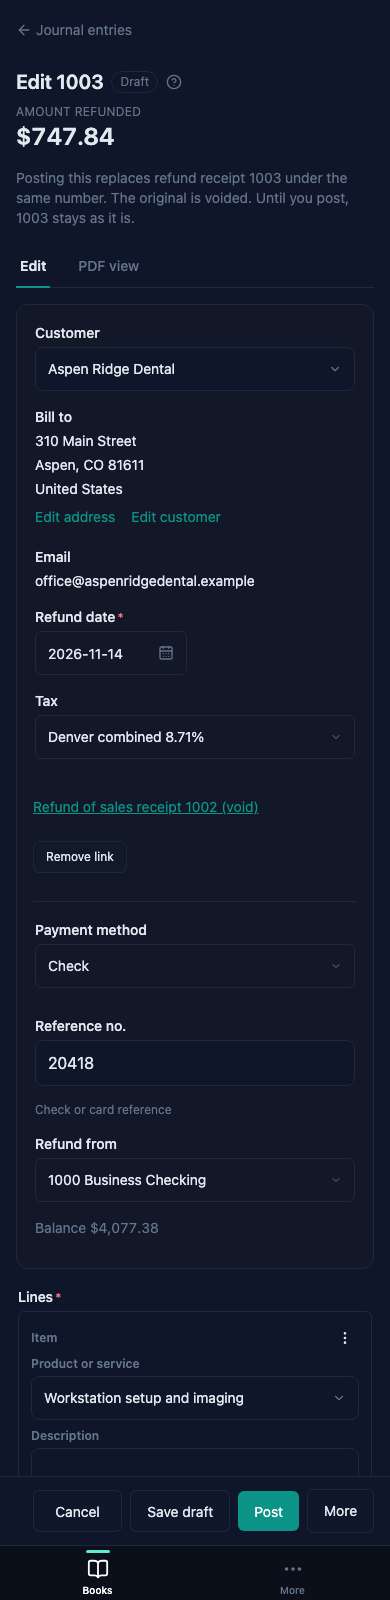 Journal entries
Edit 1003 Draft
AMOUNT REFUNDED
$747.84
Posting this replaces refund receipt 1003 under the
same number. The original is voided. Until you post,
1003 stays as it is.
Edit PDF view
Customer
Aspen Ridge Dental
Bill to
310 Main Street
Aspen, CO 81611
United States
Edit address Edit customer
Email
office@aspenridgedental.example
Refund date*
2026-11-14
Tax
Denver combined 8.71%
Refund of sales receipt 1002 (void)
Remove link
Payment method
Check
Reference no.
20418
Check or card reference
Refund from
1000 Business Checking
Balance $4,077.38
Lines*
Item
Product or service
Workstation setup and imaging
Description
Cancel Save draft Post More
Books More